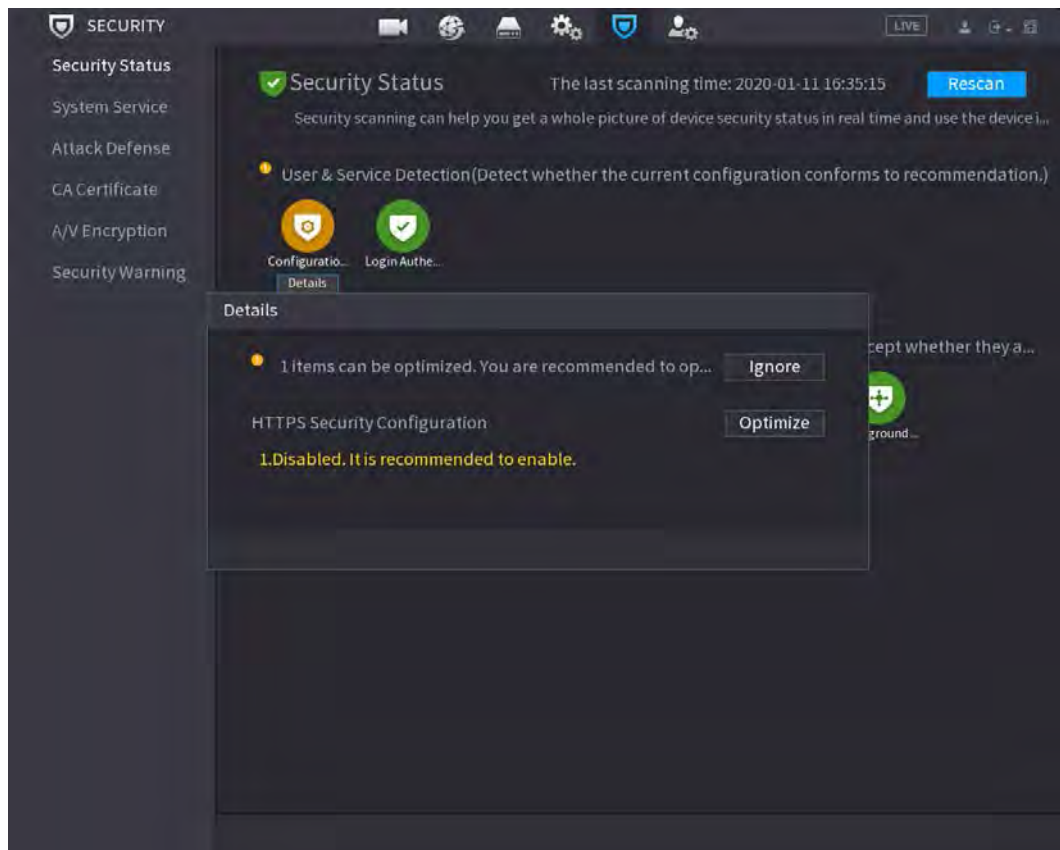 SECURITY
LIVE
Security Status
System Service
Attack Defense
CA Certificate
A/V Encryption
Security Warning
Security Status
The last scanning time: 2020-01-11 16:35:15
Rescan
Security scanning can help you get a whole picture of device security status in real time and use the device i...
User & Service Detection(Detect whether the current configuration conforms to recommendation.)
Configuratio...
Login Authe...
Details
Details
cept whether they a...
1 items can be optimized. You are recommended to op...
Ignore
HTTPS Security Configuration
Optimize
ground...
1.Disabled. It is recommended to enable.